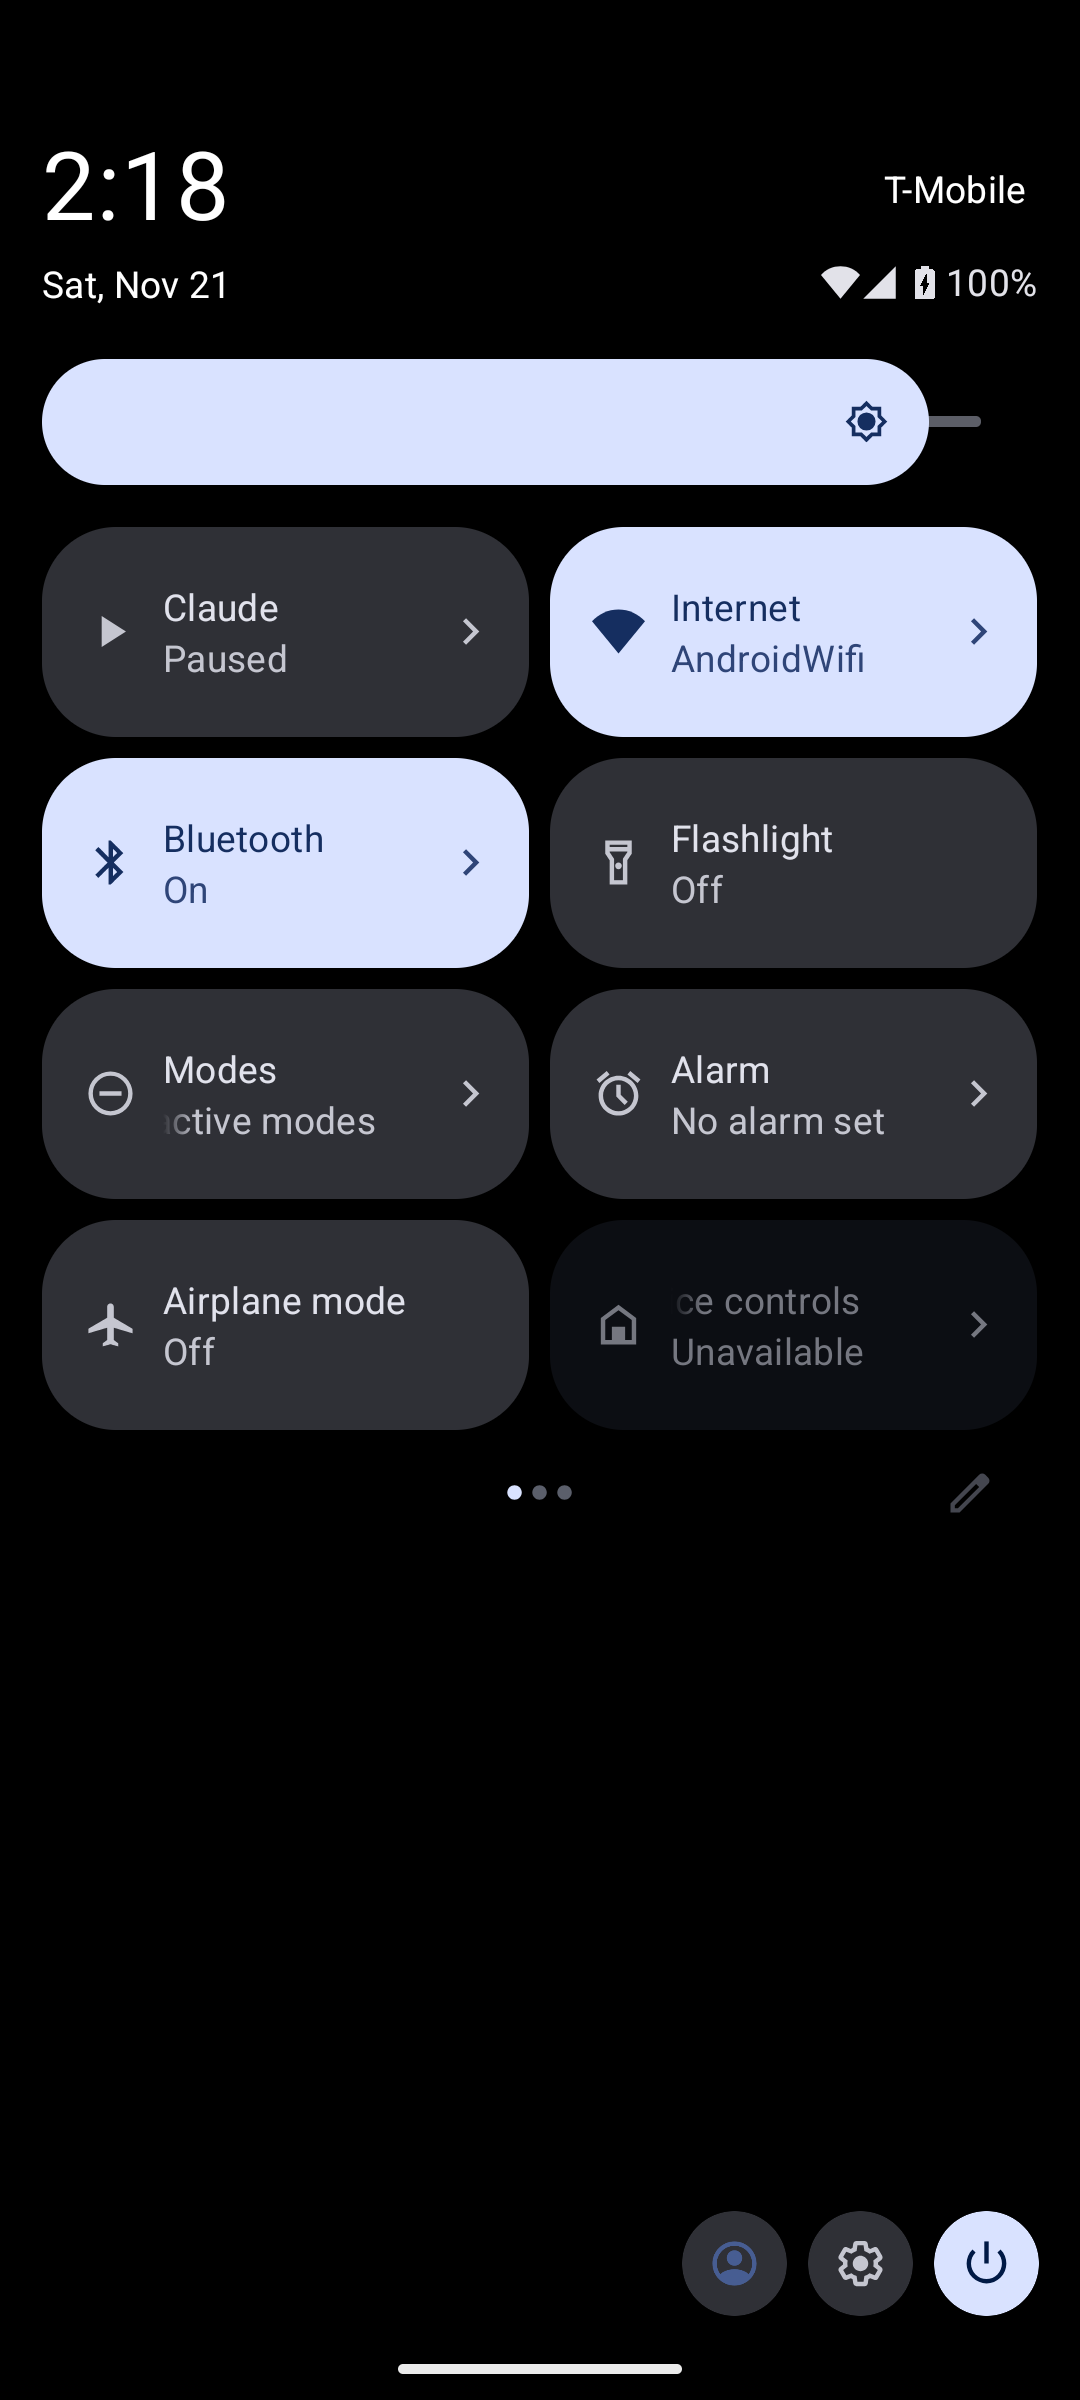 2:18
T-Mobile
Sat, Nov 21
100%
Claude
Paused
Internet
AndroidWifi
Bluetooth
On
Flashlight
Off
Modes
active modes
Alarm
No alarm set
Airplane mode
Off
ce controls
Unavailable